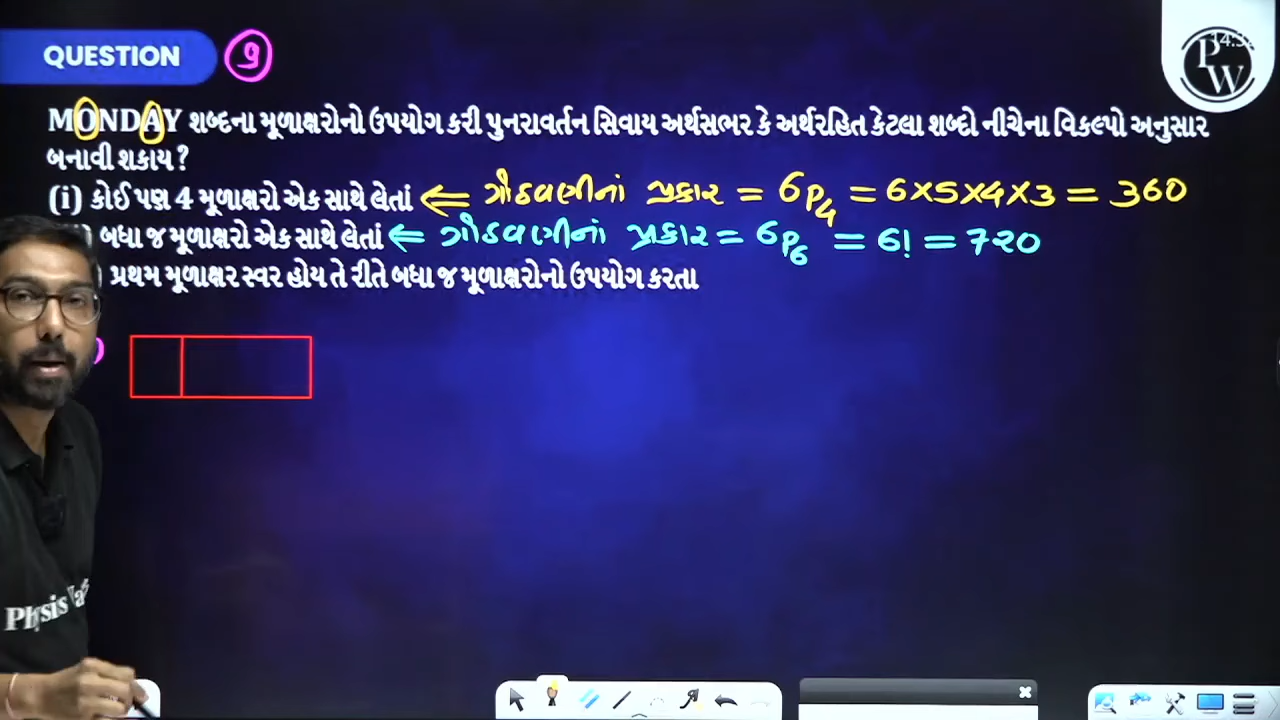 QUESTION ૭
MONDAY શબ્દના મૂળાક્ષરોનો ઉપયોગ કરી પુનરાવર્તન સિવાય અર્થસભર કે અર્થરહિત કેટલા શબ્દો નીચેના વિકલ્પો અનુસાર
બનાવી શકાય?
(i) કોઈ પણ 4 મૂળાક્ષરો એક સાથે લેતાં ⇐ ગોઠવણીનાં પ્રકાર = 6P4 = 6×5×4×3 = 360
) બધા જ મૂળાક્ષરો એક સાથે લેતાં ⇐ ગોઠવણીનાં પ્રકાર = 6P6 = 6! = 720
) પ્રથમ મૂળાક્ષર સ્વર હોય તે રીતે બધા જ મૂળાક્ષરોનો ઉપયોગ કરતા
PW